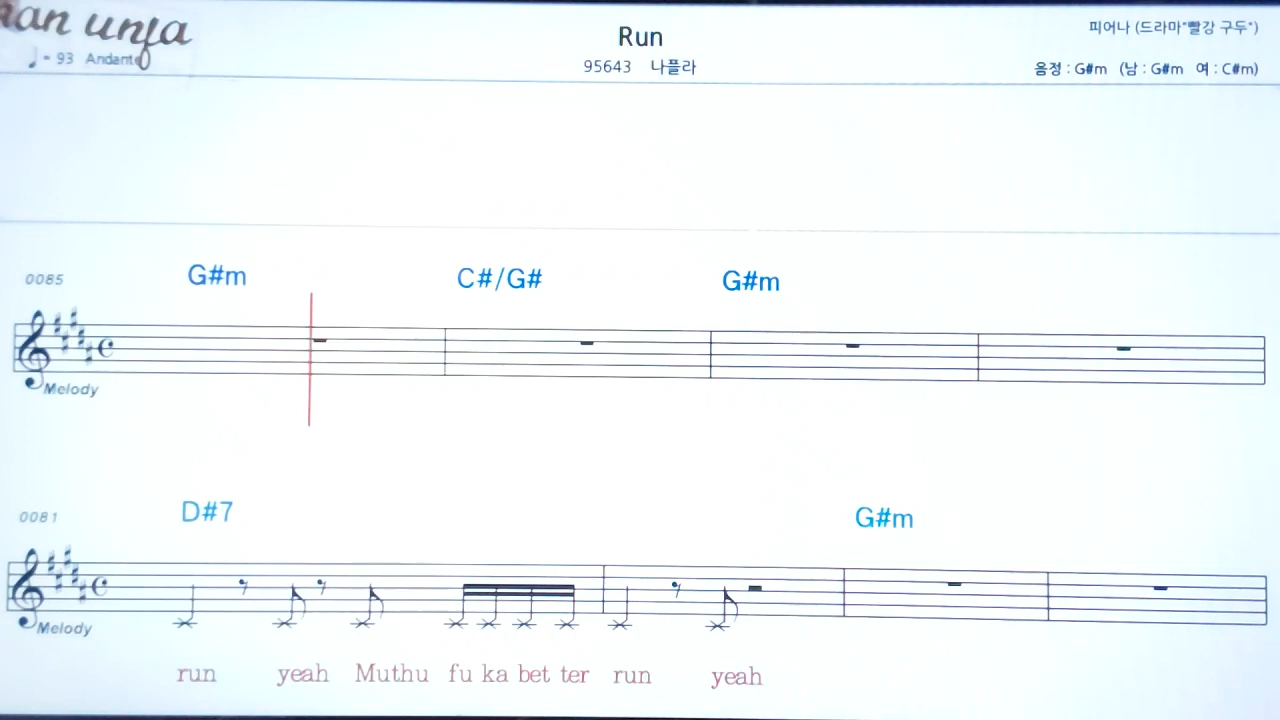 an unja
♩ = 93 Andante
Run
95643 나플라
피어나 (드라마"빨강 구두")
음정 : G#m (남 : G#m 여 : C#m)
0085
G#m C#/G# G#m
Melody
0081
D#7 G#m
Melody
run yeah Muthu fu ka bet ter run yeah